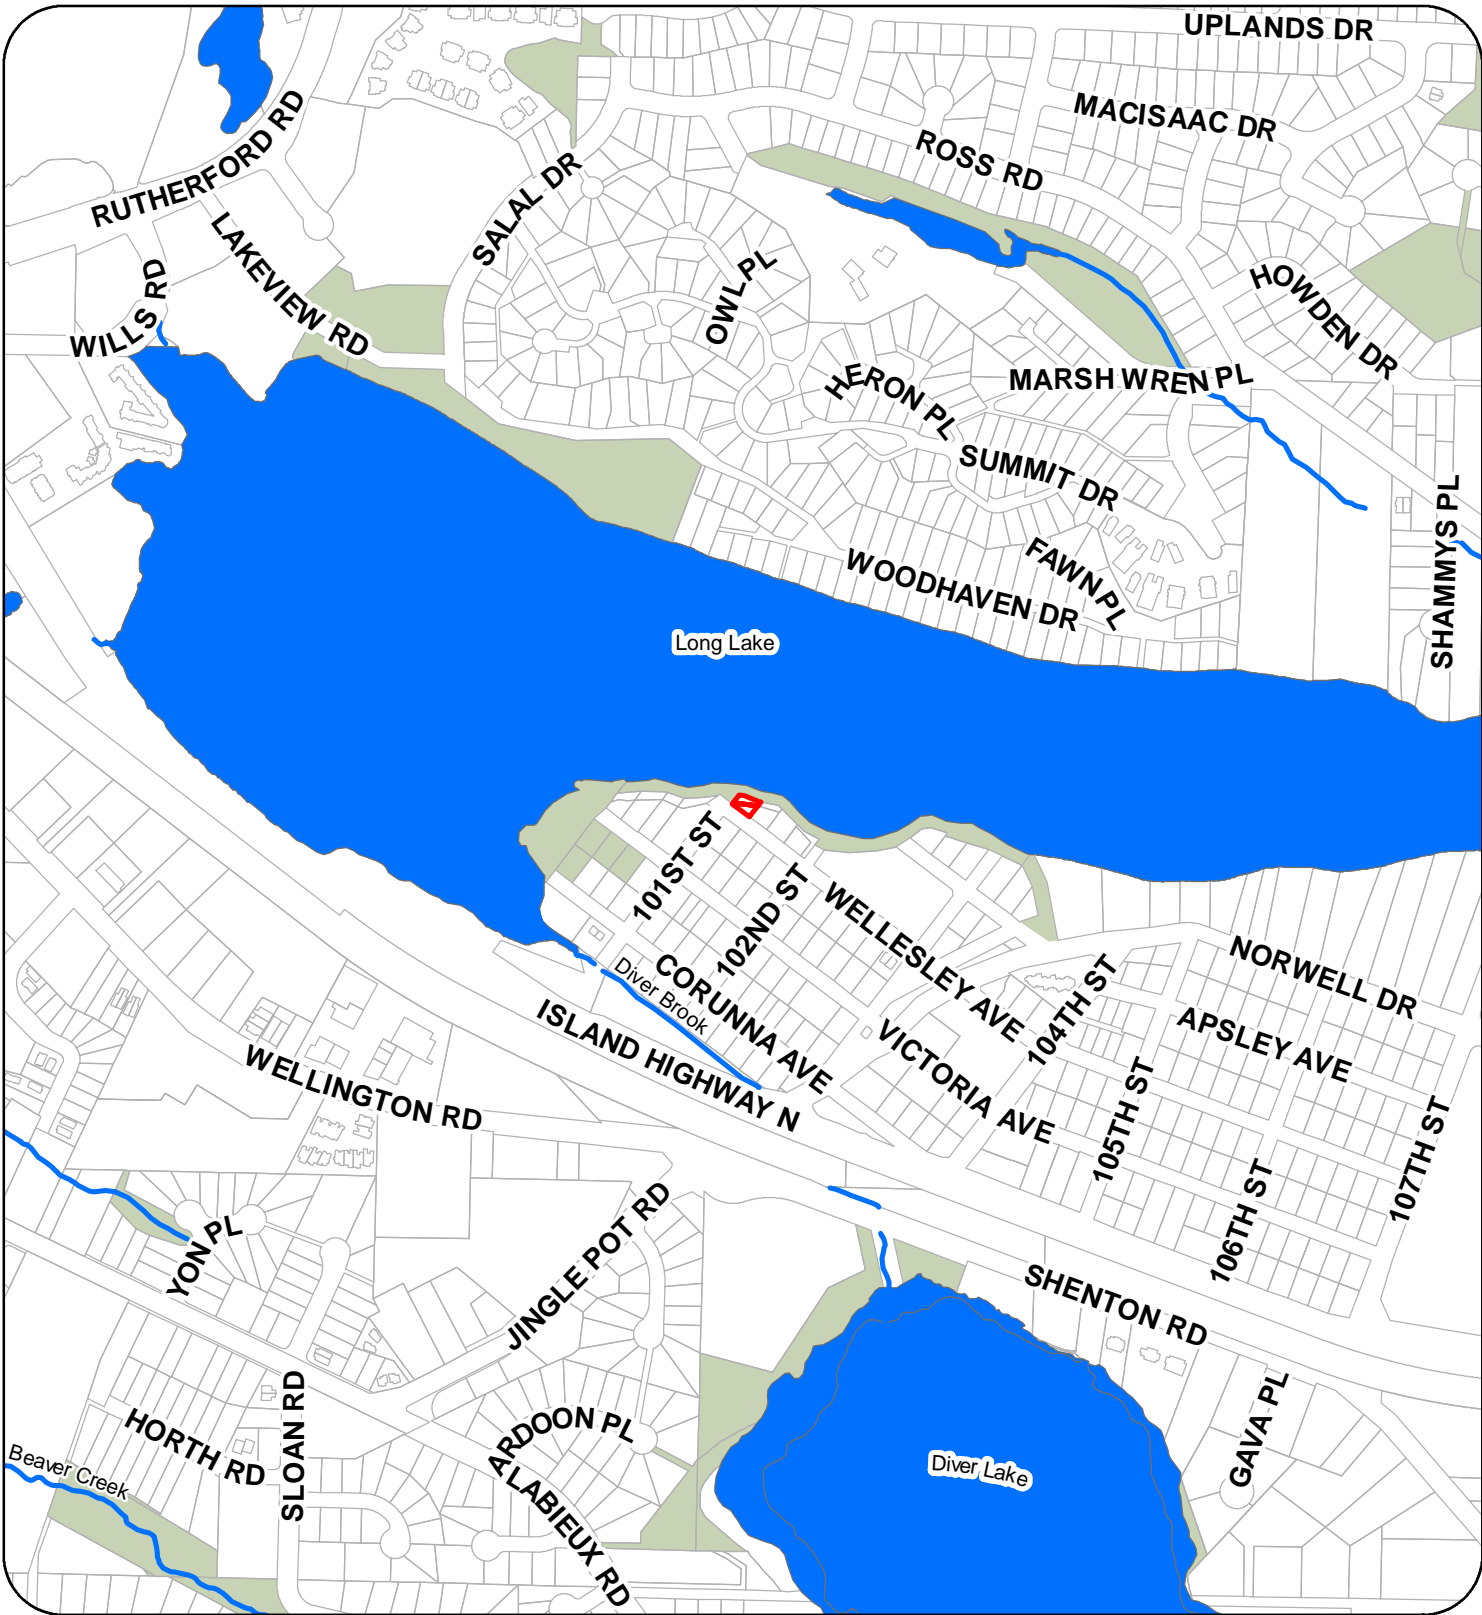 UPLANDS DR
MACISAAC DR
ROSS RD
RUTHERFORD RD
SALAL DR
LAKEVIEW RD
OWL PL
HOWDEN DR
WILLS RD
HERON PL
MARSH WREN PL
SUMMIT DR
SHAMMYS PL
FAWN PL
WOODHAVEN DR
Long Lake
101ST ST
102ND ST
WELLESLEY AVE
NORWELL DR
CORUNNA AVE
Diver Brook
104TH ST
APSLEY AVE
ISLAND HIGHWAY N
VICTORIA AVE
WELLINGTON RD
105TH ST
107TH ST
106TH ST
YON PL
JINGLE POT RD
SHENTON RD
SLOAN RD
HORTH RD
ARDOON PL
GAVA PL
Beaver Creek
Diver Lake
LABIEUX RD